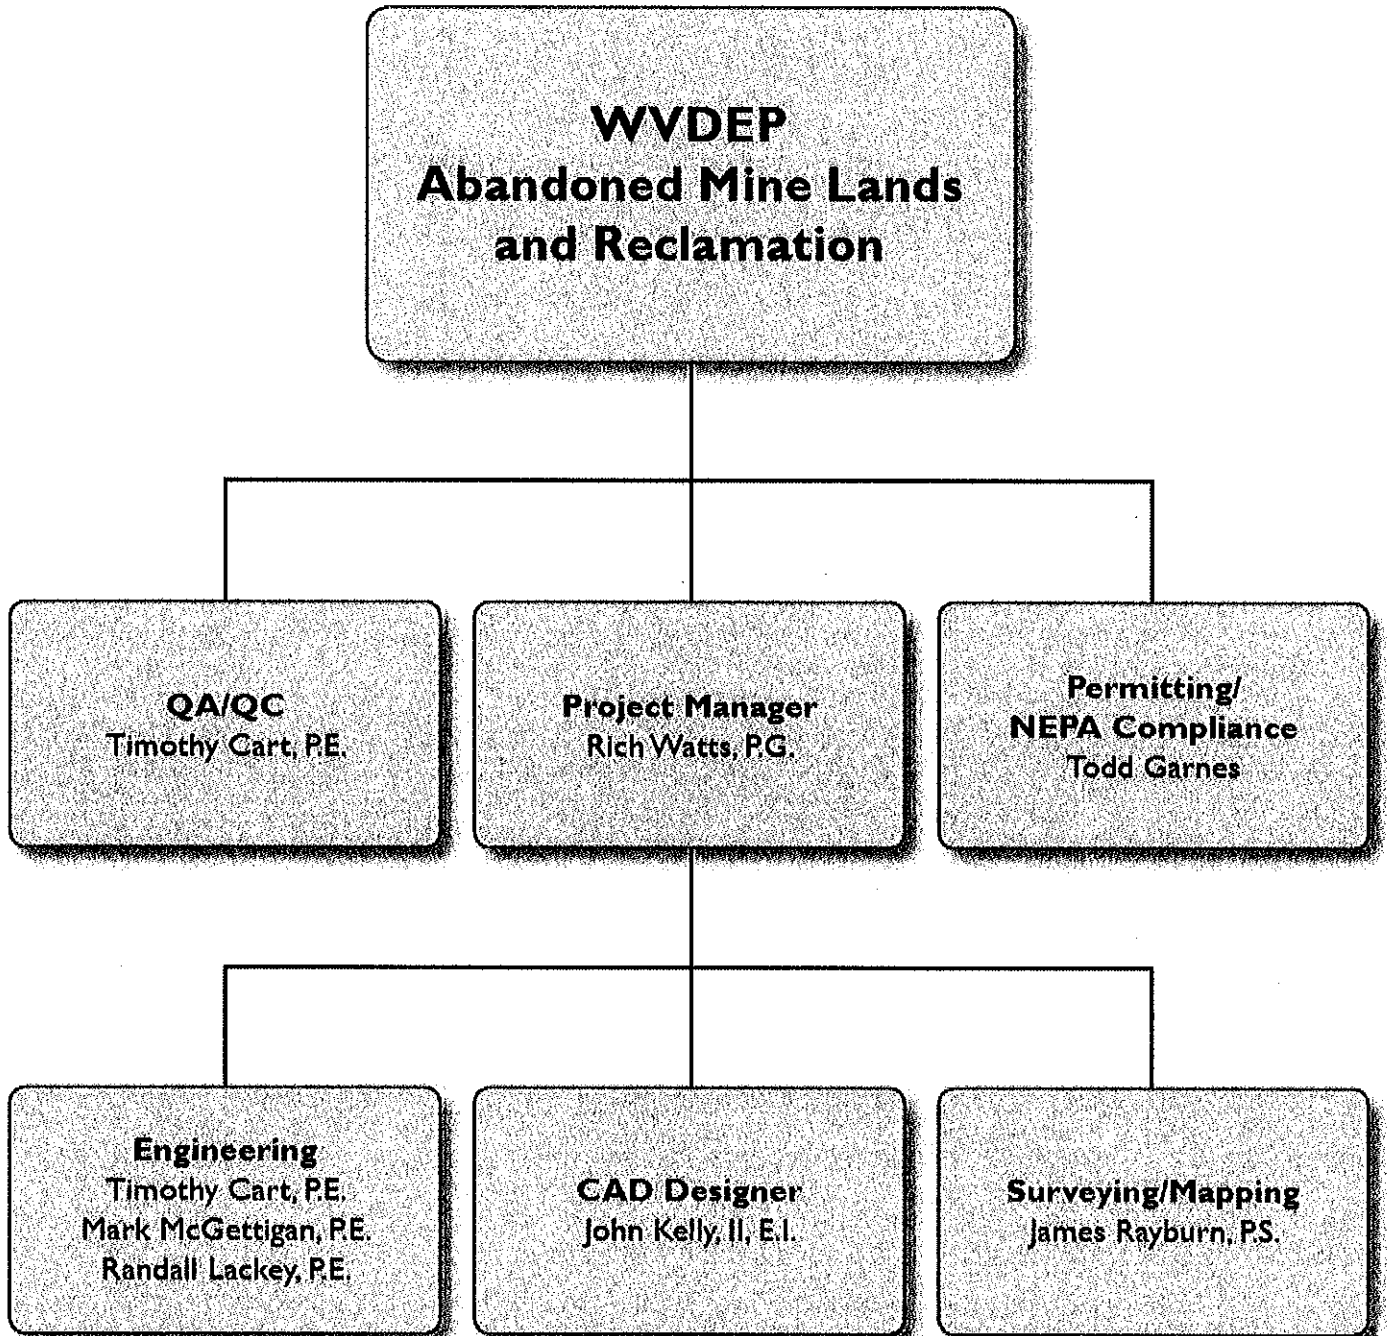 WVDEP
Abandoned Mine Lands
and Reclamation
QA/QC
Timothy Cart, P.E.
Project Manager
Rich Watts, P.G.
Permitting/
NEPA Compliance
Todd Garnes
Engineering
Timothy Cart, P.E.
Mark McGettigan, P.E.
Randall Lackey, P.E.
CAD Designer
John Kelly, II, E.I.
Surveying/Mapping
James Rayburn, P.S.